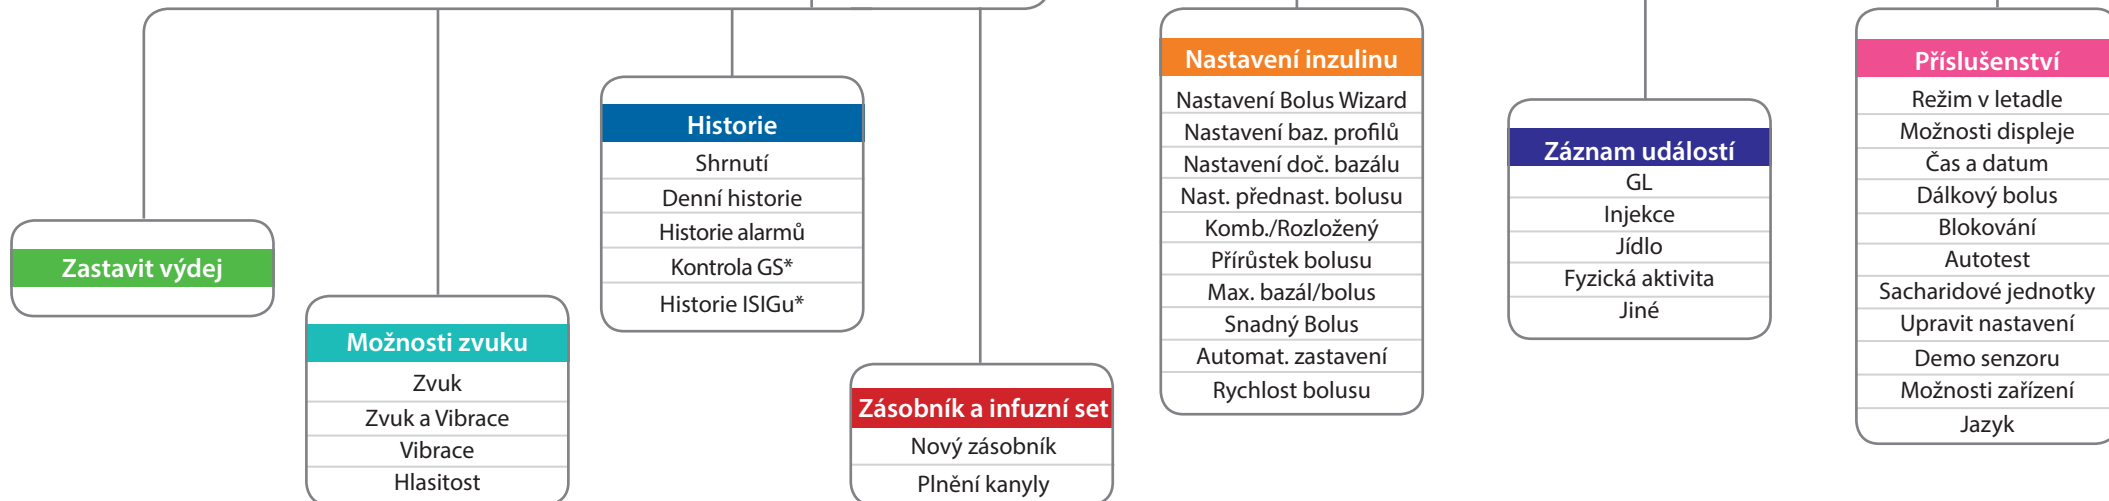 Zastavit výdej
Možnosti zvuku
Zvuk
Zvuk a Vibrace
Vibrace
Hlasitost
Historie
Shrnutí
Denní historie
Historie alarmů
Kontrola GS*
Historie ISIGu*
Zásobník a infuzní set
Nový zásobník
Plnění kanyly
Nastavení inzulinu
Nastavení Bolus Wizard
Nastavení baz. profilů
Nastavení doč. bazálu
Nast. přednast. bolusu
Komb./Rozložený
Přírůstek bolusu
Max. bazál/bolus
Snadný Bolus
Automat. zastavení
Rychlost bolusu
Záznam událostí
GL
Injekce
Jídlo
Fyzická aktivita
Jiné
Příslušenství
Režim v letadle
Možnosti displeje
Čas a datum
Dálkový bolus
Blokování
Autotest
Sacharidové jednotky
Upravit nastavení
Demo senzoru
Možnosti zařízení
Jazyk